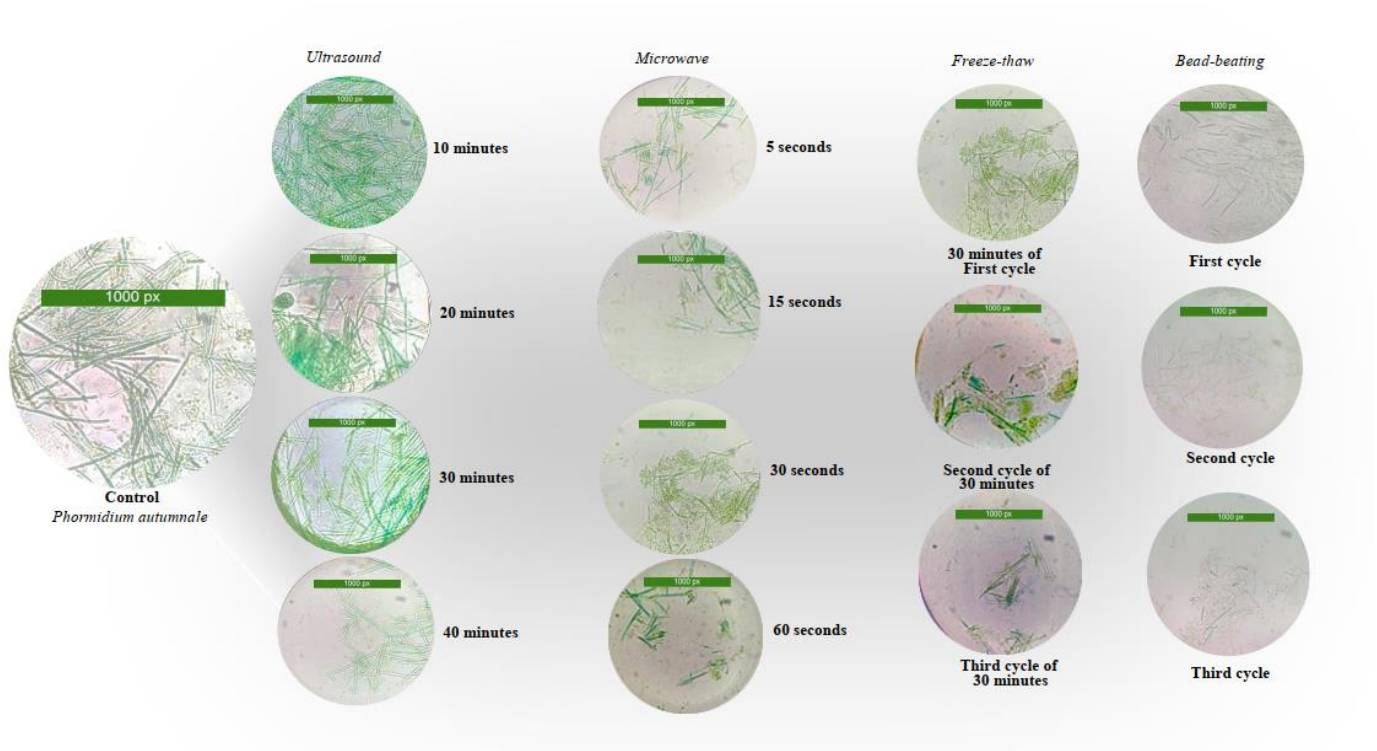 Ultrasound
1000 px
10 minutes
1000 px
20 minutes
1000 px
30 minutes
1000 px
40 minutes
Microwave
1000 px
5 seconds
1000 px
15 seconds
1000 px
30 seconds
1000 px
60 seconds
Freeze-thaw
1000 px
30 minutes of
First cycle
1000 px
Second cycle of
30 minutes
1000 px
Third cycle of
30 minutes
Bead-beating
1000 px
First cycle
1000 px
Second cycle
1000 px
Third cycle
1000 px
Control
Phormidium autumnale